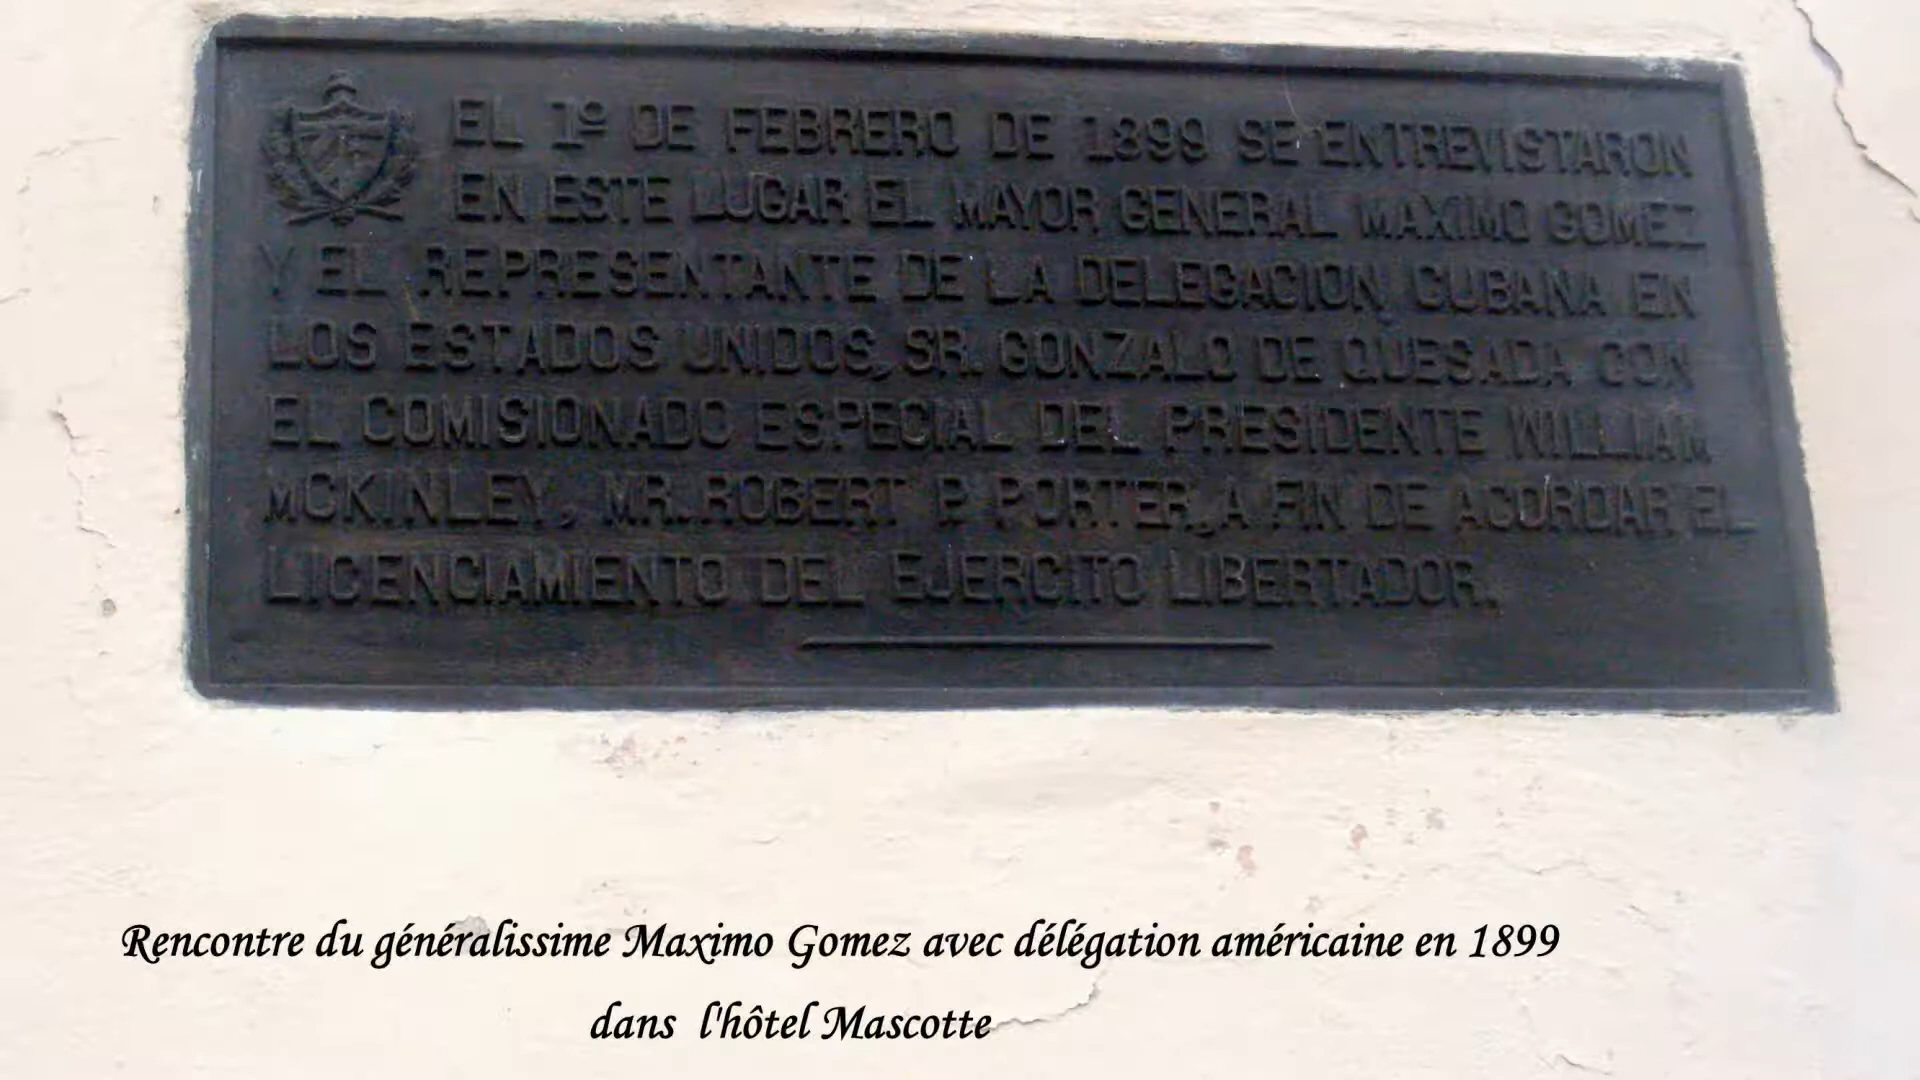 EL 1º DE FEBRERO DE 1899 SE ENTREVISTARON
EN ESTE LUGAR EL MAYOR GENERAL MAXIMO GOMEZ
Y EL REPRESENTANTE DE LA DELEGACION CUBANA EN
LOS ESTADOS UNIDOS, SR. GONZALO DE QUESADA CON
EL COMISIONADO ESPECIAL DEL PRESIDENTE WILLIAM
MCKINLEY, MR. ROBERT P PORTER, A FIN DE ACORDAR EL
LICENCIAMIENTO DEL EJERCITO LIBERTADOR.
Rencontre du généralissime Maximo Gomez avec délégation américaine en 1899
dans l'hôtel Mascotte